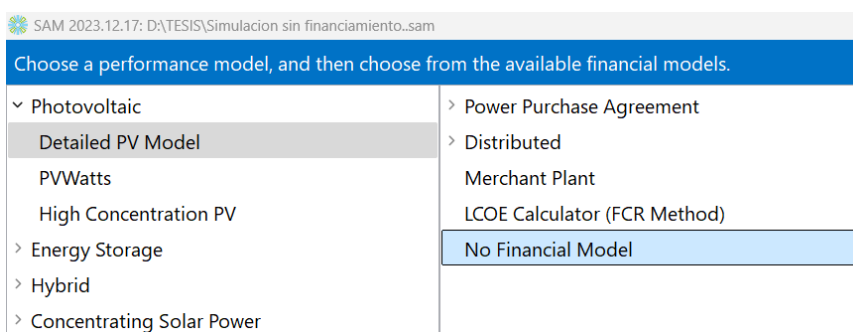 SAM 2023.12.17: D:\TESIS\Simulacion sin financiamiento..sam
Choose a performance model, and then choose from the available financial models.
Photovoltaic
Detailed PV Model
PVWatts
High Concentration PV
Energy Storage
Hybrid
Concentrating Solar Power
Power Purchase Agreement
Distributed
Merchant Plant
LCOE Calculator (FCR Method)
No Financial Model